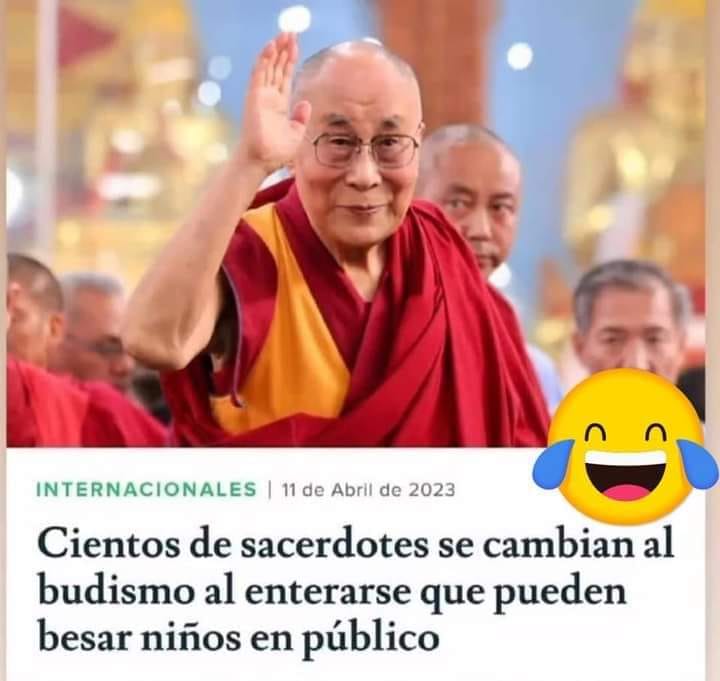 INTERNACIONALES | 11 de Abril de 2023
Cientos de sacerdotes se cambian al
budismo al enterarse que pueden
besar niños en público